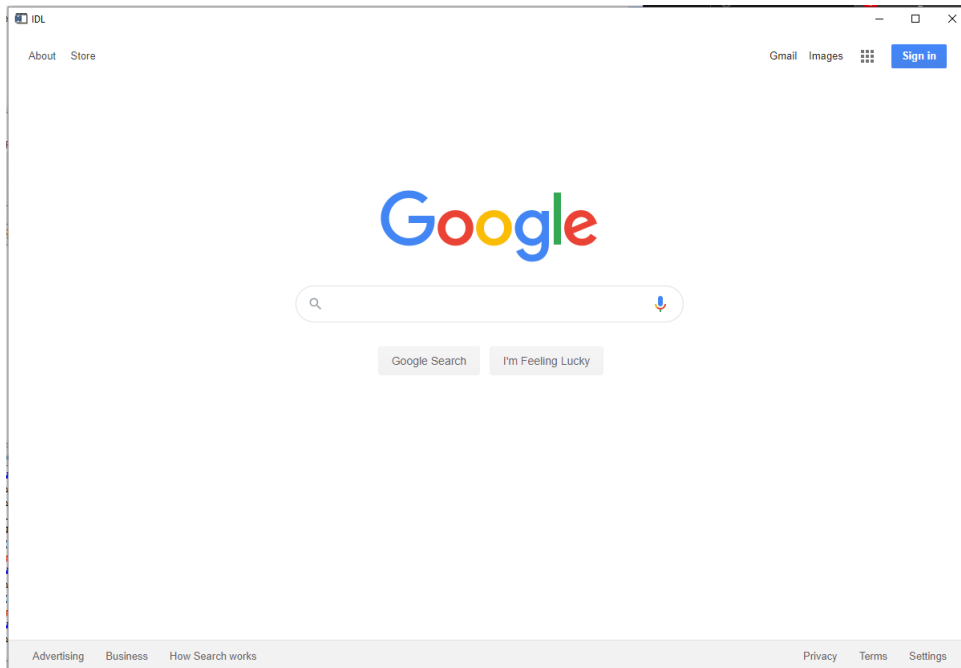 IDL
About Store Gmail Images Sign in
Google
Google Search I'm Feeling Lucky
Advertising Business How Search works Privacy Terms Settings